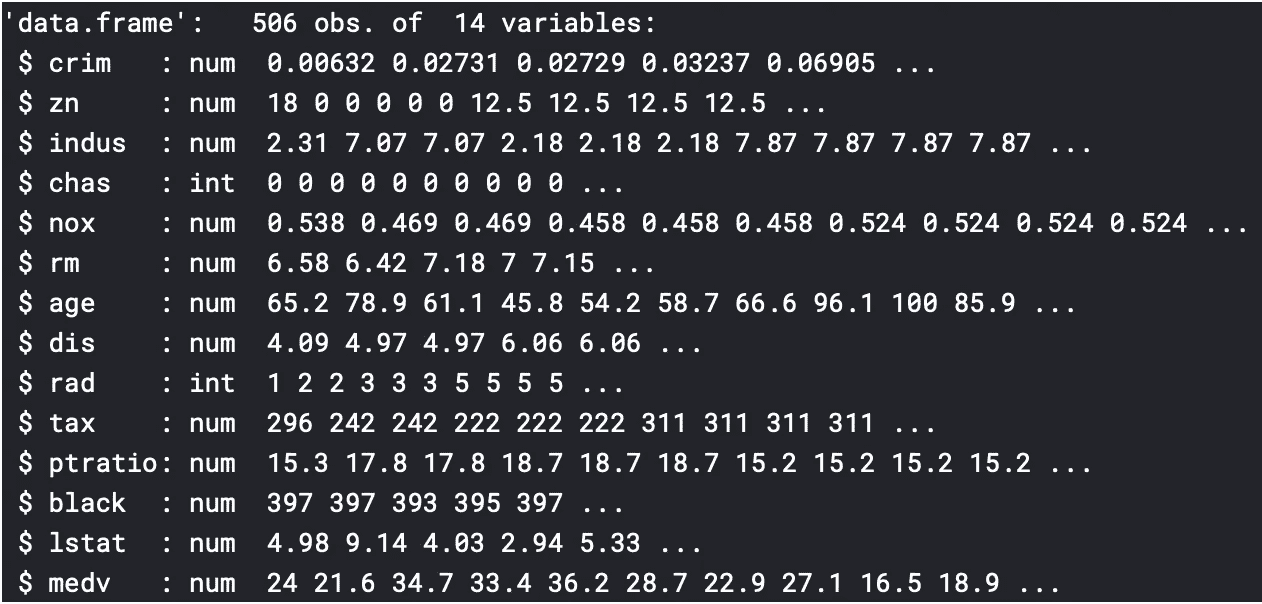 'data.frame':   506 obs. of  14 variables:
 $ crim   : num  0.00632 0.02731 0.02729 0.03237 0.06905 ...
 $ zn     : num  18 0 0 0 0 0 12.5 12.5 12.5 12.5 ...
 $ indus  : num  2.31 7.07 7.07 2.18 2.18 2.18 7.87 7.87 7.87 7.87 ...
 $ chas   : int  0 0 0 0 0 0 0 0 0 0 ...
 $ nox    : num  0.538 0.469 0.469 0.458 0.458 0.458 0.524 0.524 0.524 0.524 ...
 $ rm     : num  6.58 6.42 7.18 7 7.15 ...
 $ age    : num  65.2 78.9 61.1 45.8 54.2 58.7 66.6 96.1 100 85.9 ...
 $ dis    : num  4.09 4.97 4.97 6.06 6.06 ...
 $ rad    : int  1 2 2 3 3 3 5 5 5 5 ...
 $ tax    : num  296 242 242 222 222 222 311 311 311 311 ...
 $ ptratio: num  15.3 17.8 17.8 18.7 18.7 18.7 15.2 15.2 15.2 15.2 ...
 $ black  : num  397 397 393 395 397 ...
 $ lstat  : num  4.98 9.14 4.03 2.94 5.33 ...
 $ medv   : num  24 21.6 34.7 33.4 36.2 28.7 22.9 27.1 16.5 18.9 ...